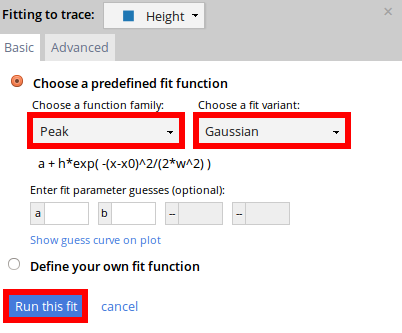 Fitting to trace: Height
×
Basic Advanced
Choose a predefined fit function
Choose a function family: Choose a fit variant:
Peak Gaussian
a + h*exp( -(x-x0)^2/(2*w^2) )
Enter fit parameter guesses (optional):
a b -- --
Show guess curve on plot
Define your own fit function
Run this fit cancel